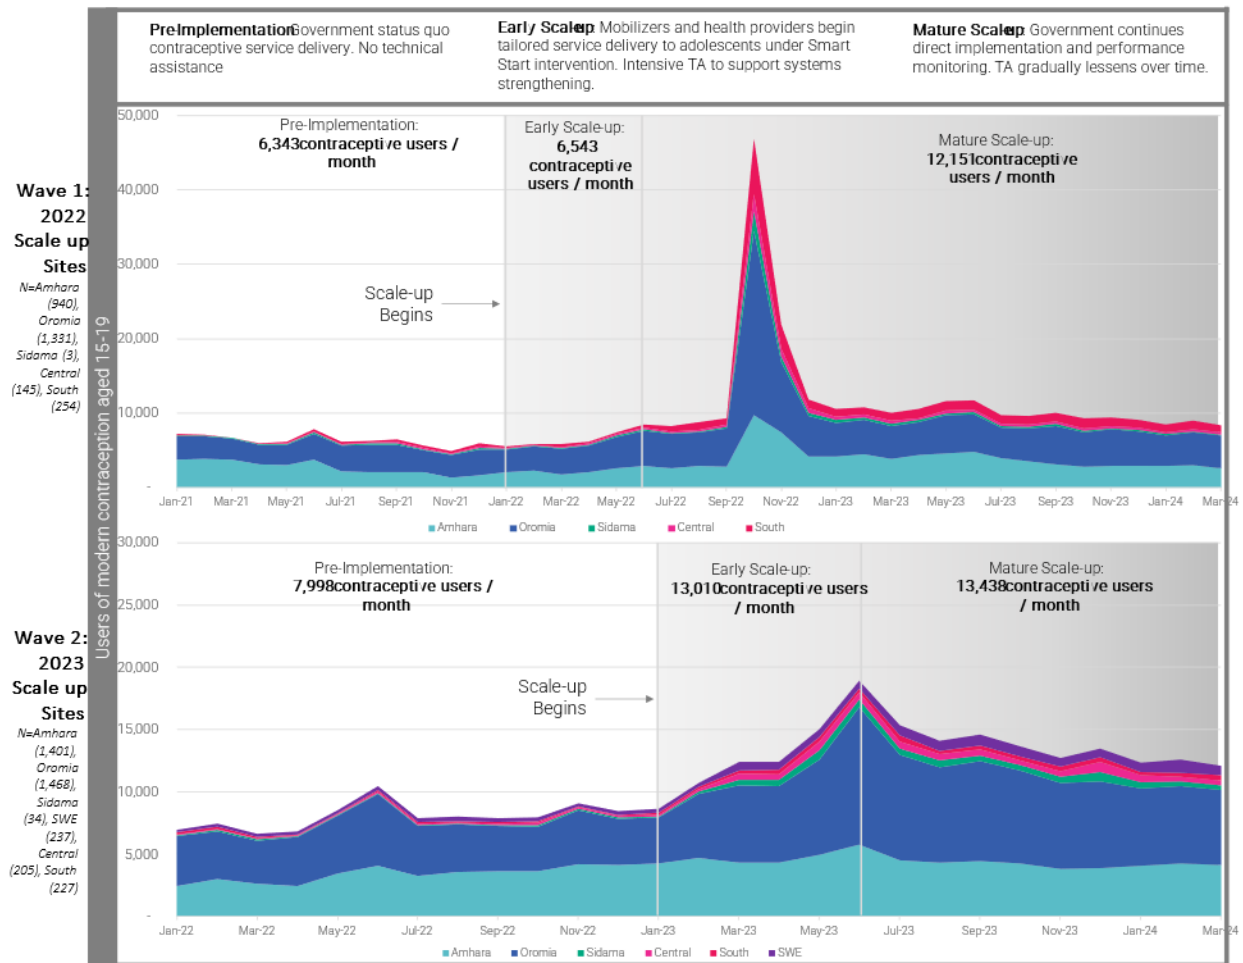 Pre-Implementation: Government status quo
contraceptive service delivery. No technical
assistance
Early Scale-up: Mobilizers and health providers begin
tailored service delivery to adolescents under Smart
Start intervention. Intensive TA to support systems
strengthening.
Mature Scale-up: Government continues
direct implementation and performance
monitoring. TA gradually lessens over time.
Users of modern contraception aged 15-19
Wave 1:
2022
Scale up
Sites
N=Amhara
(940),
Oromia
(1,331),
Sidama (3),
Central
(145), South
(254)
50,000
40,000
30,000
20,000
10,000
-
Pre-Implementation:
6,343contraceptive users /
month
Early Scale-up:
6,543
contraceptive
users / month
Mature Scale-up:
12,151contraceptive
users / month
Scale-up
Begins
Jan-21 Mar-21 May-21 Jul-21 Sep-21 Nov-21 Jan-22 Mar-22 May-22 Jul-22 Sep-22 Nov-22 Jan-23 Mar-23 May-23 Jul-23 Sep-23 Nov-23 Jan-24 Mar-24
Amhara Oromia Sidama Central South
Wave 2:
2023
Scale up
Sites
N=Amhara
(1,401),
Oromia
(1,468),
Sidama
(34), SWE
(237),
Central
(205), South
(227)
30,000
25,000
20,000
15,000
10,000
5,000
-
Pre-Implementation:
7,998contraceptive users /
month
Early Scale-up:
13,010contraceptive users
/ month
Mature Scale-up:
13,438contraceptive users
/ month
Scale-up
Begins
Jan-22 Mar-22 May-22 Jul-22 Sep-22 Nov-22 Jan-23 Mar-23 May-23 Jul-23 Sep-23 Nov-23 Jan-24 Mar-24
Amhara Oromia Sidama Central South SWE